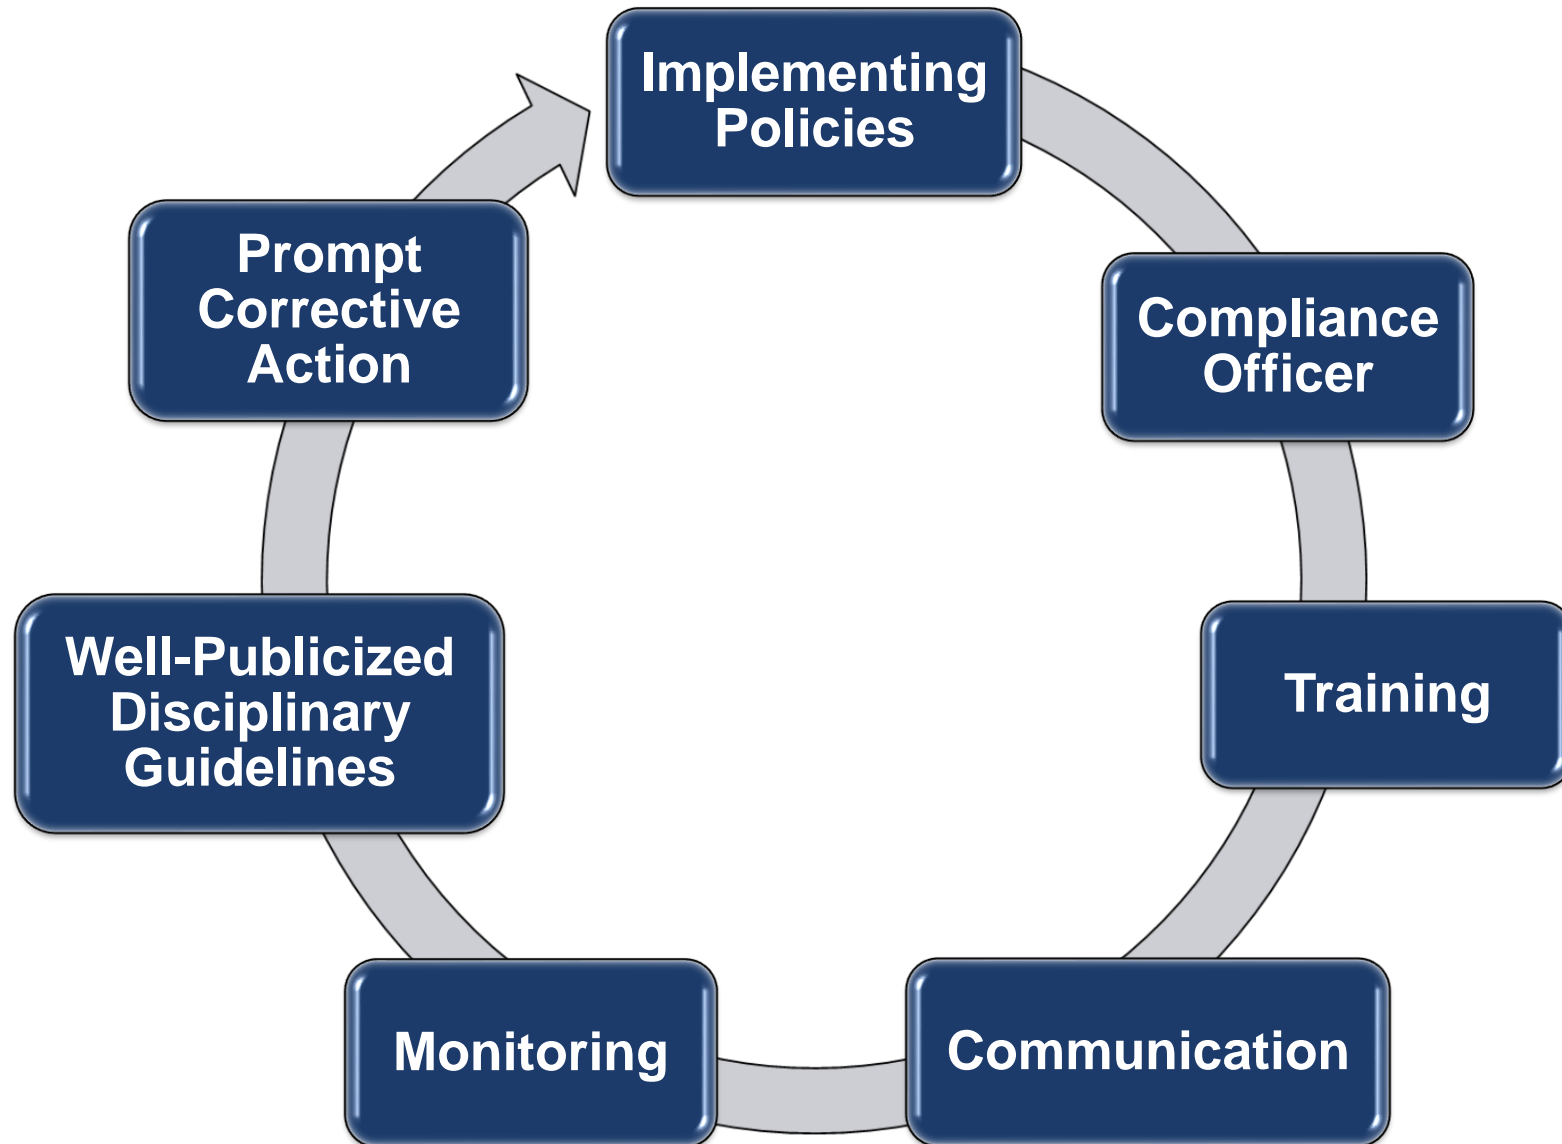 Implementing
Policies
Compliance
Officer
Training
Communication
Monitoring
Well-Publicized
Disciplinary
Guidelines
Prompt
Corrective
Action